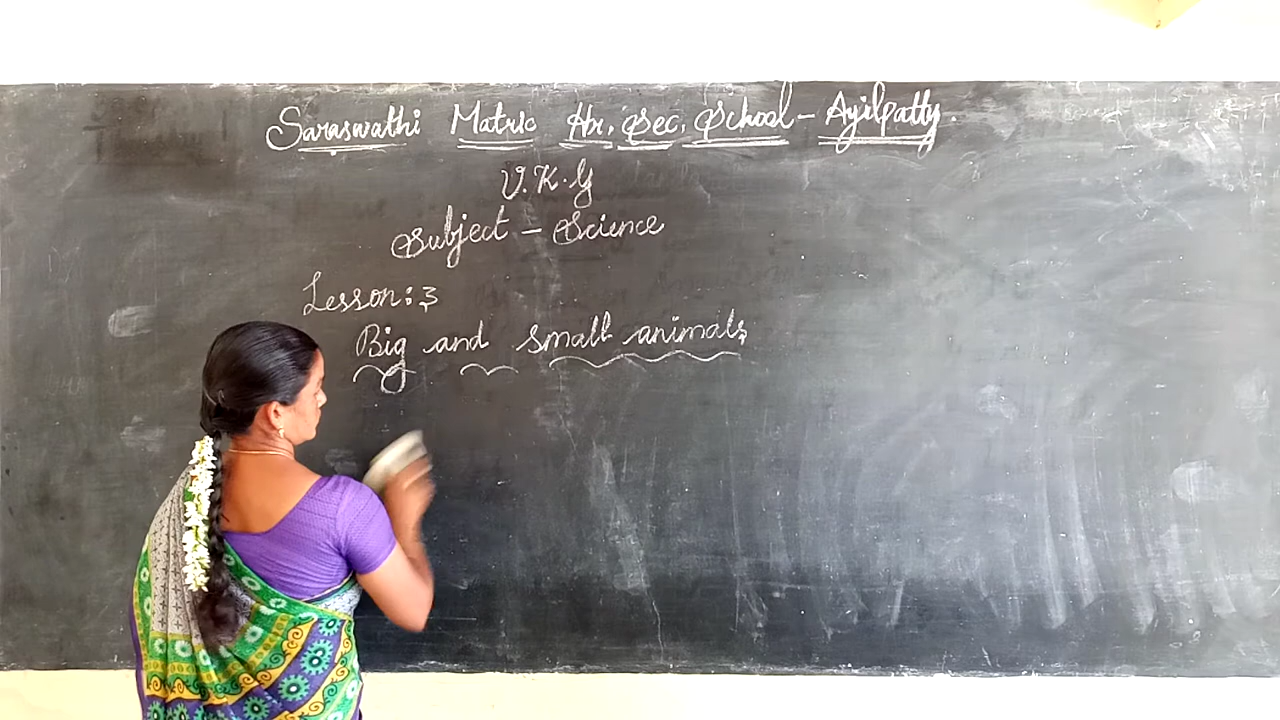 Saraswathi Matric Hr. Sec. School - Ayilpatty.
U.K.G
Subject - Science
Lesson: 3
Big and small animals